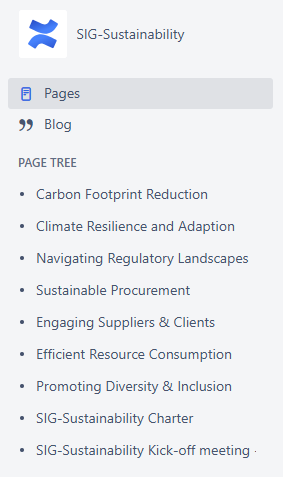 SIG-Sustainability
Pages
Blog
PAGE TREE
Carbon Footprint Reduction
Climate Resilience and Adaption
Navigating Regulatory Landscapes
Sustainable Procurement
Engaging Suppliers & Clients
Efficient Resource Consumption
Promoting Diversity & Inclusion
SIG-Sustainability Charter
SIG-Sustainability Kick-off meeting